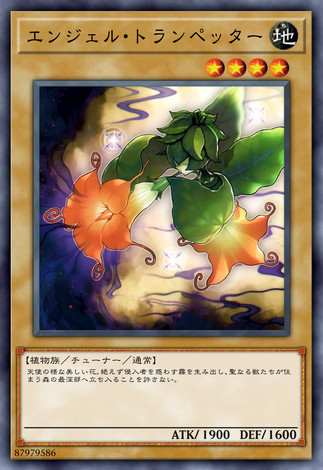 エンジェル・トランペッター 地
【植物族／チューナー／通常】
天使の様な美しい花。絶えず侵入者を惑わす霧を生み出し、聖なる獣たちが住
まう森の最深部へ立ち入ることを許さない。
ATK/1900 DEF/1600
87979586